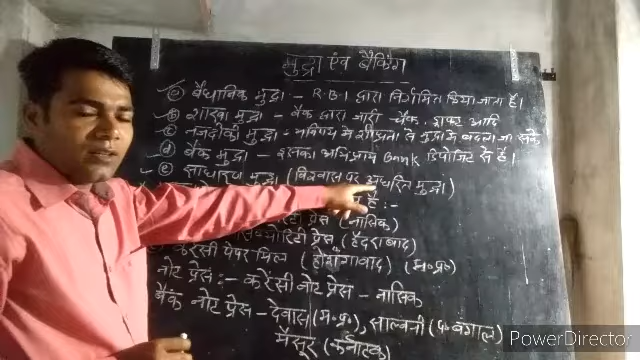 मुद्रा एवं बैंकिंग
(a) वैधानिक मुद्रा – R.B.I द्वारा निर्गमित किया जाता है।
(b) शाख मुद्रा – बैंक द्वारा जारी चैक, ड्राफ्ट आदि
(c) नजदीकी मुद्रा – भविष्य में शीघ्रता से मुद्रा में बदला जा सके
(d) बैंक मुद्रा – इसका अभिप्राय Bank डिपोजिट से है।
(e) साधारण मुद्रा (विश्वास पर आधारित मुद्रा)
है :-
प्रेस (नासिक)
प्रेस (हैदराबाद)
करेंसी पेपर मिल (होशंगाबाद) (म॰प्र॰)
नोट प्रेस :- करेंसी नोट प्रेस – नासिक
बैंक नोट प्रेस – देवास (म॰प्र॰), साल्वनी (प॰ बंगाल)
मैसूर (कर्नाटक)
PowerDirector